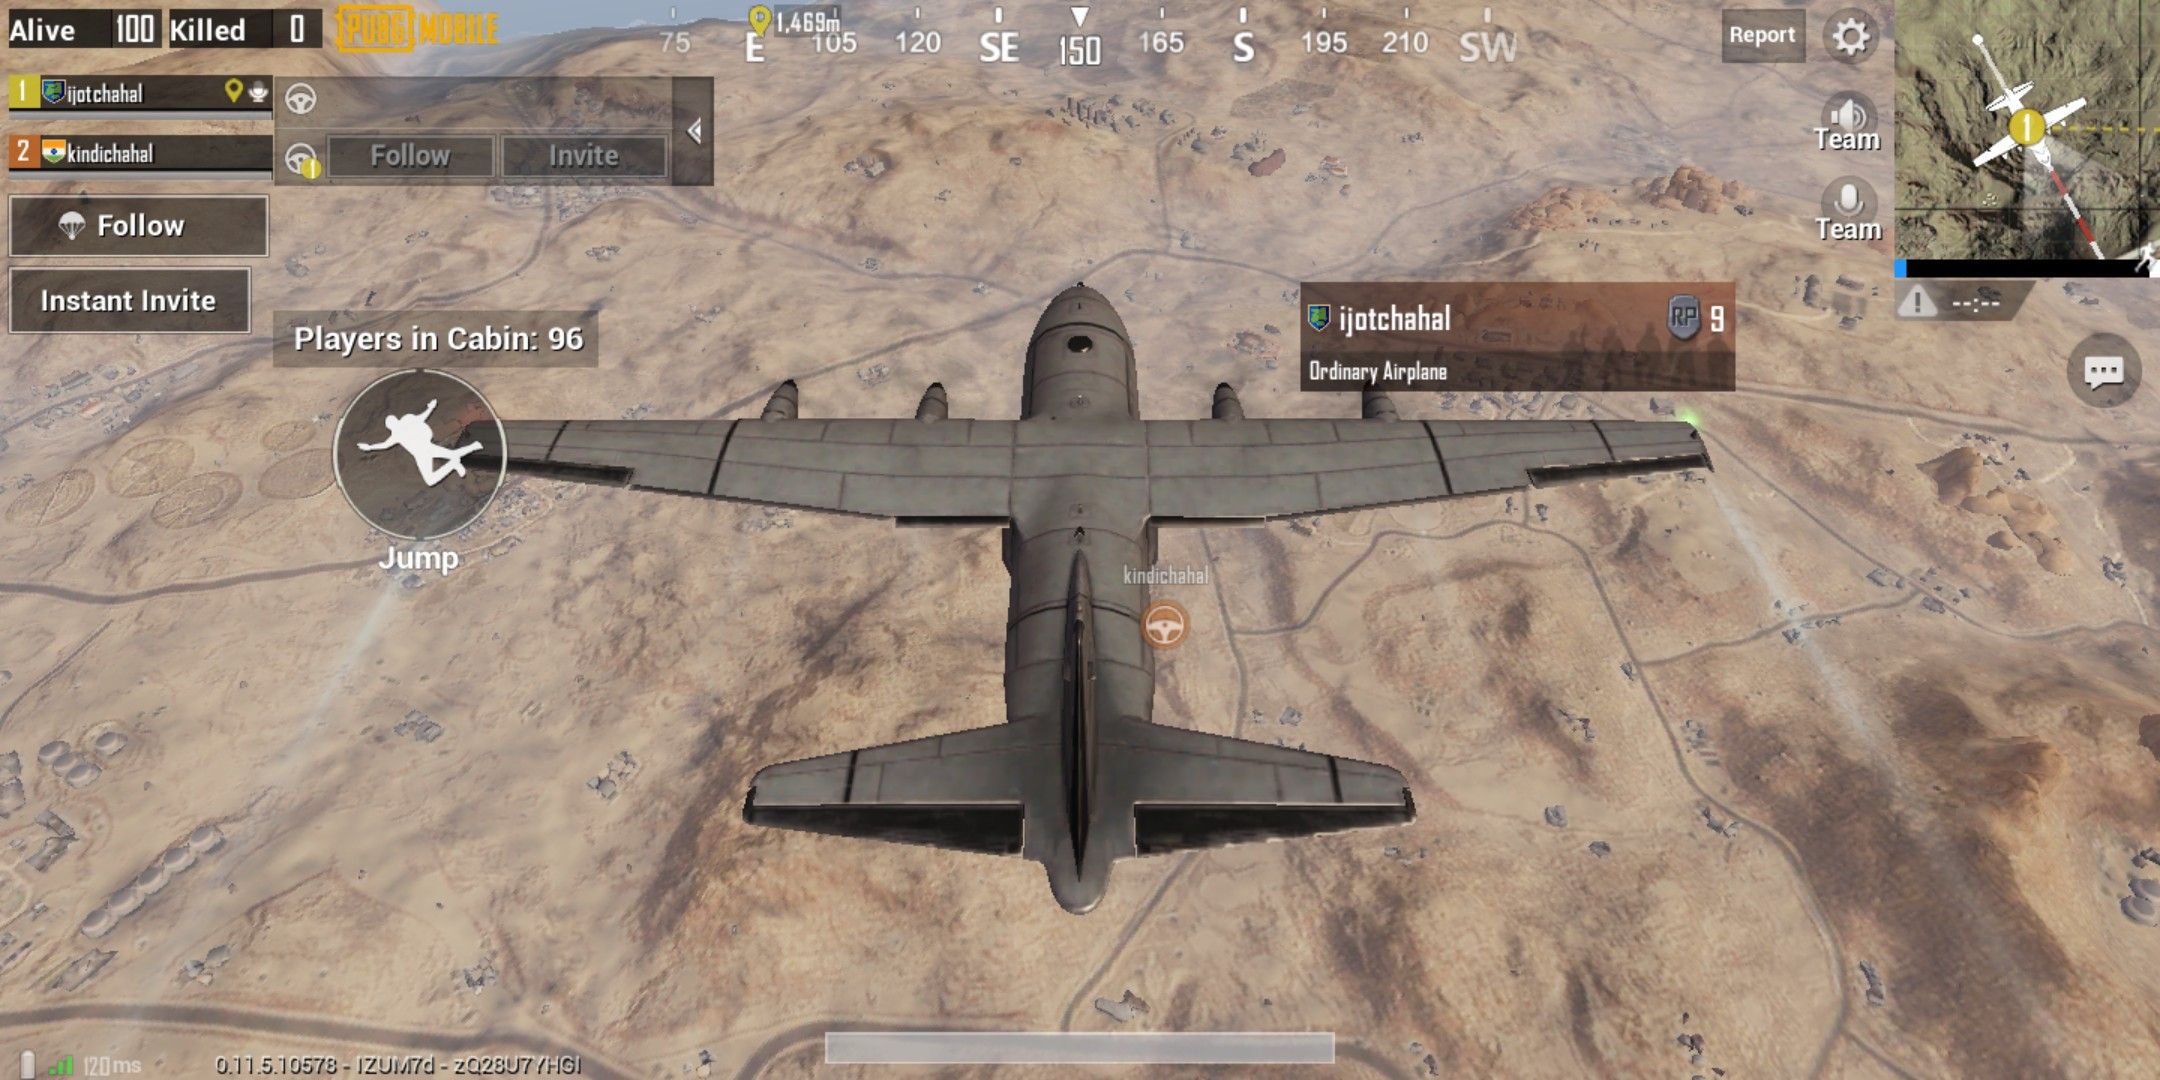 Alive 100 Killed 0 PUBG MOBILE
1,469m
75 E 105 120 SE 150 165 S 195 210 SW
Report
1 ijotchahal
2 kindichahal
1 Follow Invite
Follow
Instant Invite
Players in Cabin: 96
Jump
Team
Team
1
--:--
ijotchahal RP 9
Ordinary Airplane
kindichahal
120ms 0.11.5.10578 - IZUM7d - zQ28U7YHGI